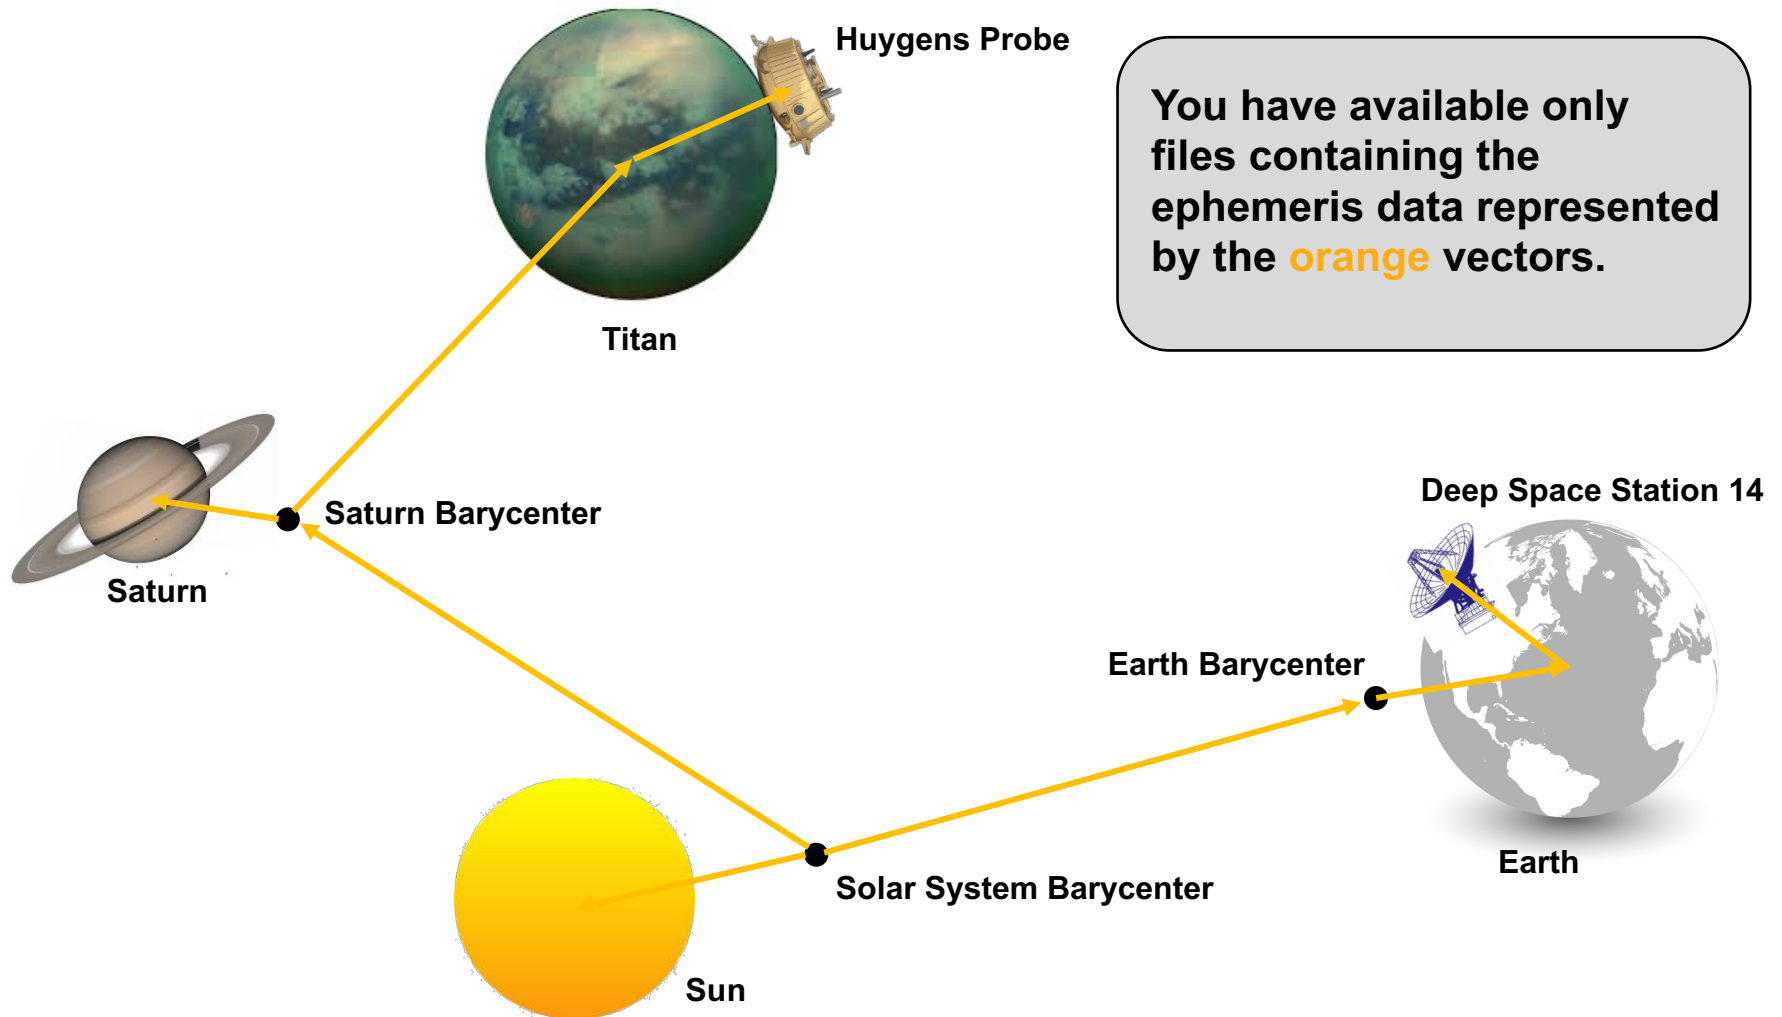 Huygens Probe
You have available only
files containing the
ephemeris data represented
by the orange vectors.
Titan
Saturn Barycenter
Deep Space Station 14
Saturn
Earth Barycenter
Earth
Solar System Barycenter
Sun